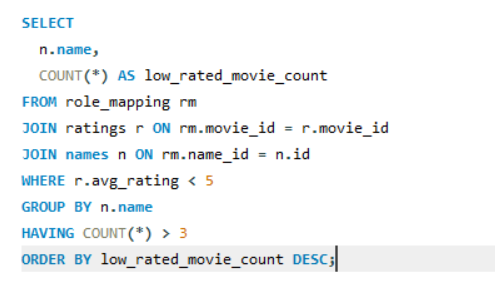 SELECT
n.name,
COUNT(*) AS low_rated_movie_count
FROM role_mapping rm
JOIN ratings r ON rm.movie_id = r.movie_id
JOIN names n ON rm.name_id = n.id
WHERE r.avg_rating < 5
GROUP BY n.name
HAVING COUNT(*) > 3
ORDER BY low_rated_movie_count DESC;